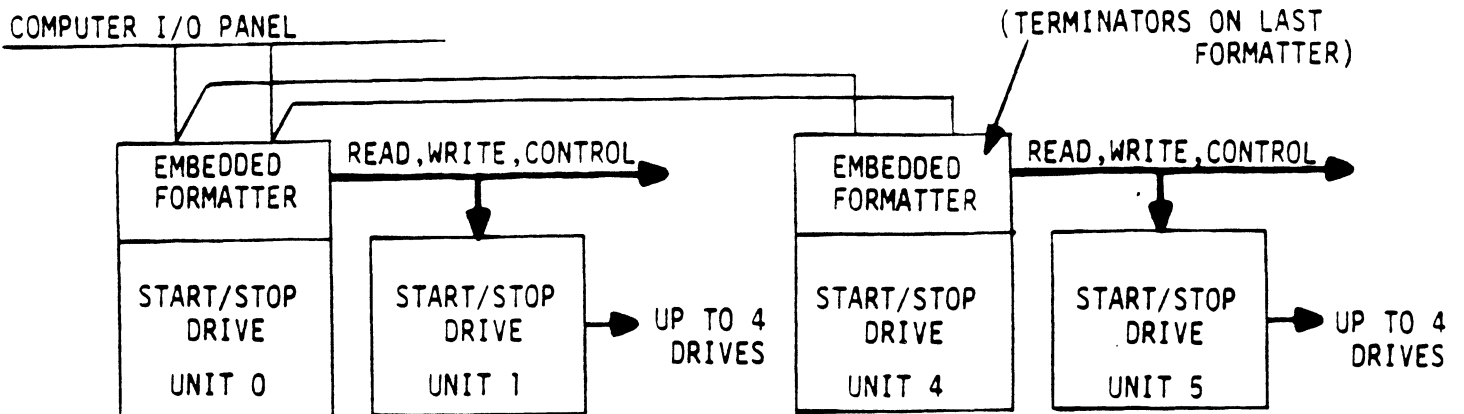 COMPUTER I/O PANEL
(TERMINATORS ON LAST
FORMATTER)
EMBEDDED
FORMATTER
READ,WRITE,CONTROL
START/STOP
DRIVE
UNIT 0
START/STOP
DRIVE
UNIT 1
UP TO 4
DRIVES
EMBEDDED
FORMATTER
READ,WRITE,CONTROL
START/STOP
DRIVE
UNIT 4
START/STOP
DRIVE
UNIT 5
UP TO 4
DRIVES